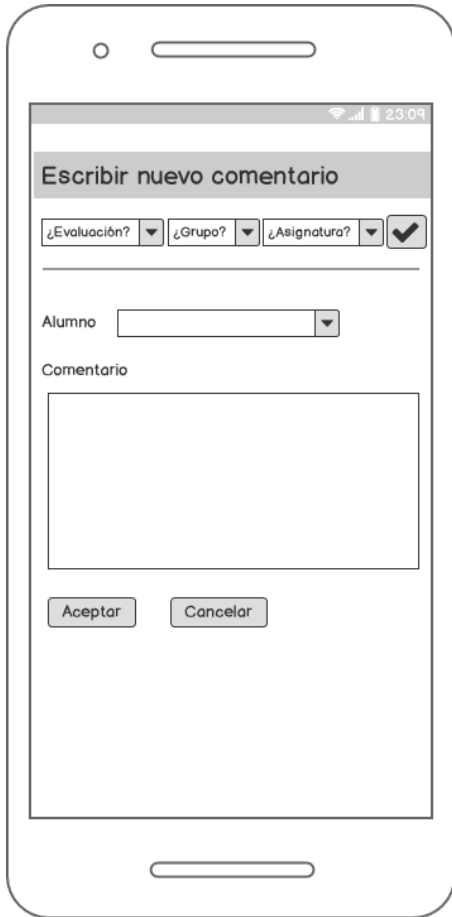 23:09
Escribir nuevo comentario
¿Evaluación? ¿Grupo? ¿Asignatura?
Alumno
Comentario
Aceptar Cancelar